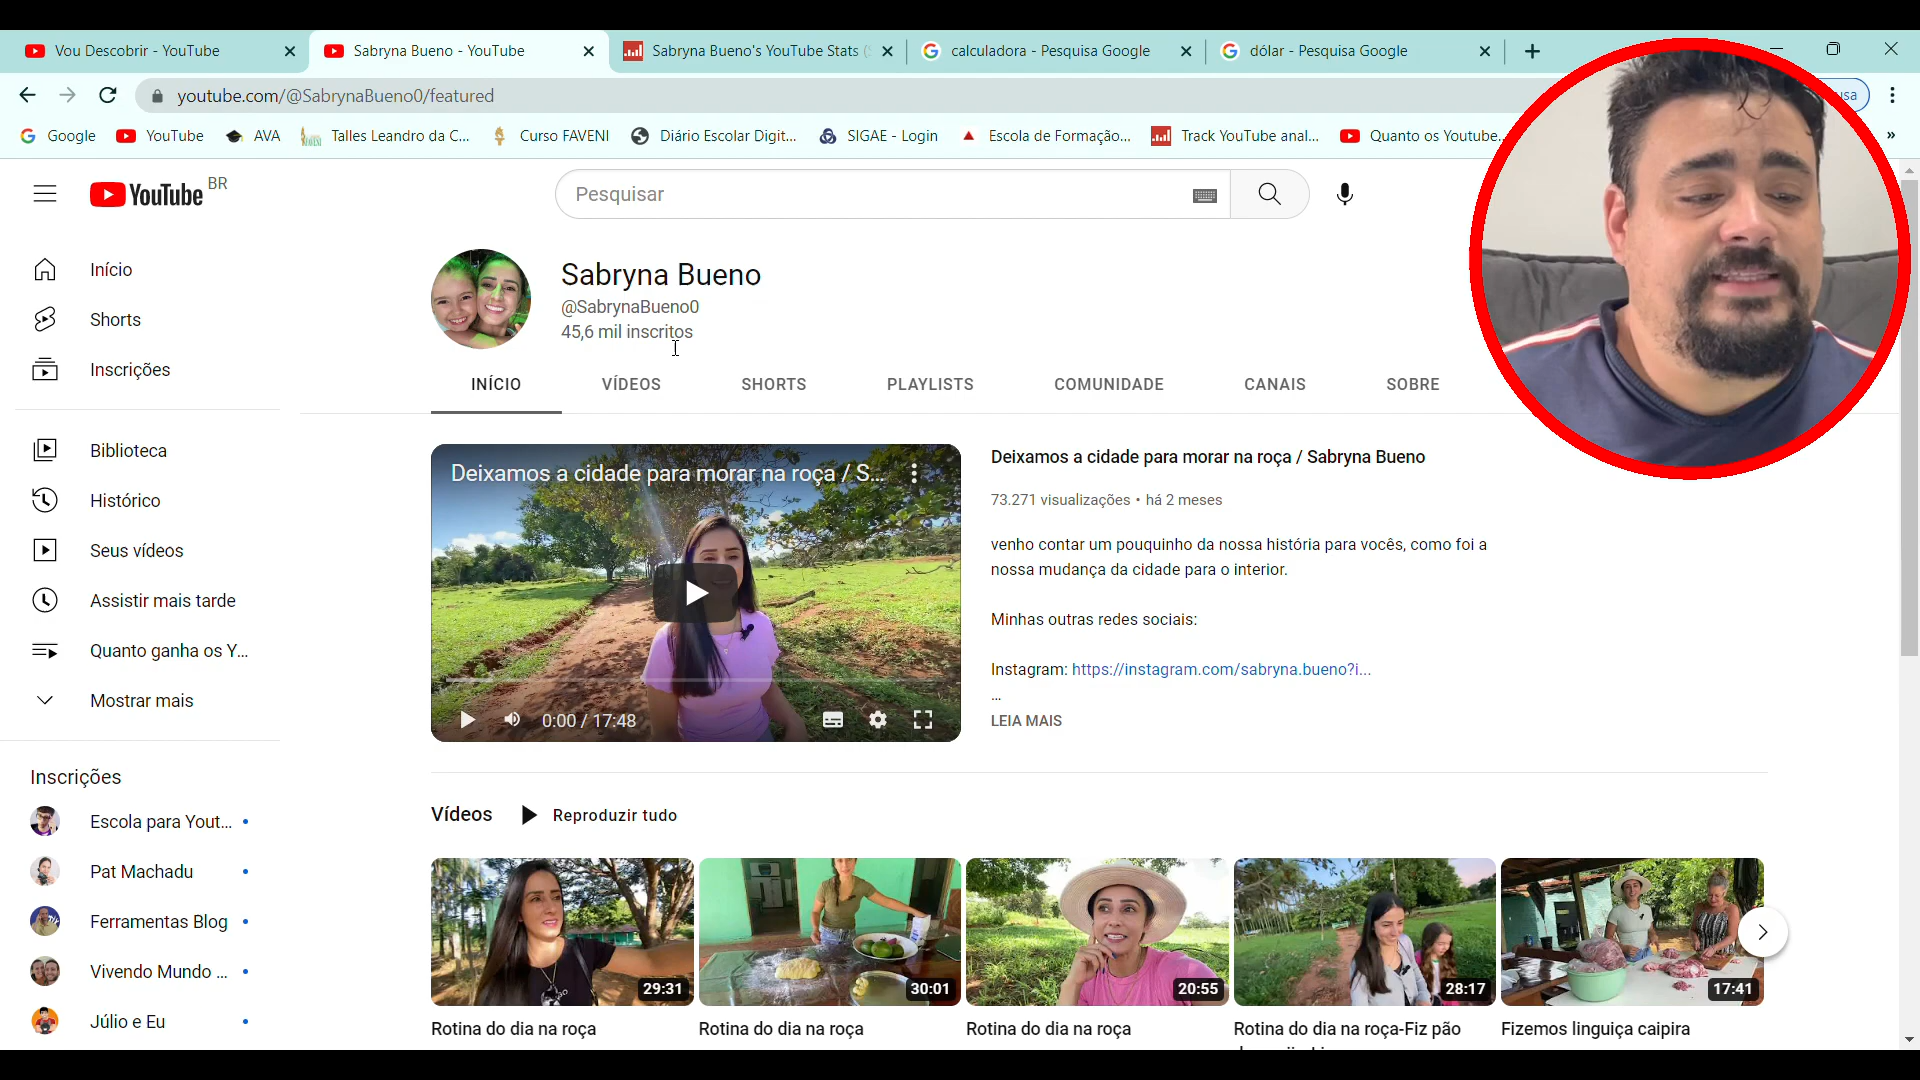 Vou Descobrir - YouTube
Sabryna Bueno - YouTube
Sabryna Bueno's YouTube Stats (
calculadora - Pesquisa Google
dólar - Pesquisa Google
youtube.com/@SabrynaBueno0/featured
usa
Google
YouTube
AVA
Talles Leandro da C...
Curso FAVENI
Diário Escolar Digit...
SIGAE - Login
Escola de Formação...
Track YouTube anal...
Quanto os Youtube...
YouTube BR
Pesquisar
Início
Shorts
Inscrições
Biblioteca
Histórico
Seus vídeos
Assistir mais tarde
Quanto ganha os Y...
Mostrar mais
Inscrições
Escola para Yout...
Pat Machadu
Ferramentas Blog
Vivendo Mundo ...
Júlio e Eu
Sabryna Bueno
@SabrynaBueno0
45,6 mil inscritos
INÍCIO
VÍDEOS
SHORTS
PLAYLISTS
COMUNIDADE
CANAIS
SOBRE
Deixamos a cidade para morar na roça / S...
0:00 / 17:48
Deixamos a cidade para morar na roça / Sabryna Bueno
73.271 visualizações • há 2 meses
venho contar um pouquinho da nossa história para vocês, como foi a
nossa mudança da cidade para o interior.
Minhas outras redes sociais:
Instagram: https://instagram.com/sabryna.bueno?i...
...
LEIA MAIS
Vídeos
Reproduzir tudo
29:31
30:01
20:55
28:17
17:41
Rotina do dia na roça
Rotina do dia na roça
Rotina do dia na roça
Rotina do dia na roça-Fiz pão
Fizemos linguiça caipira